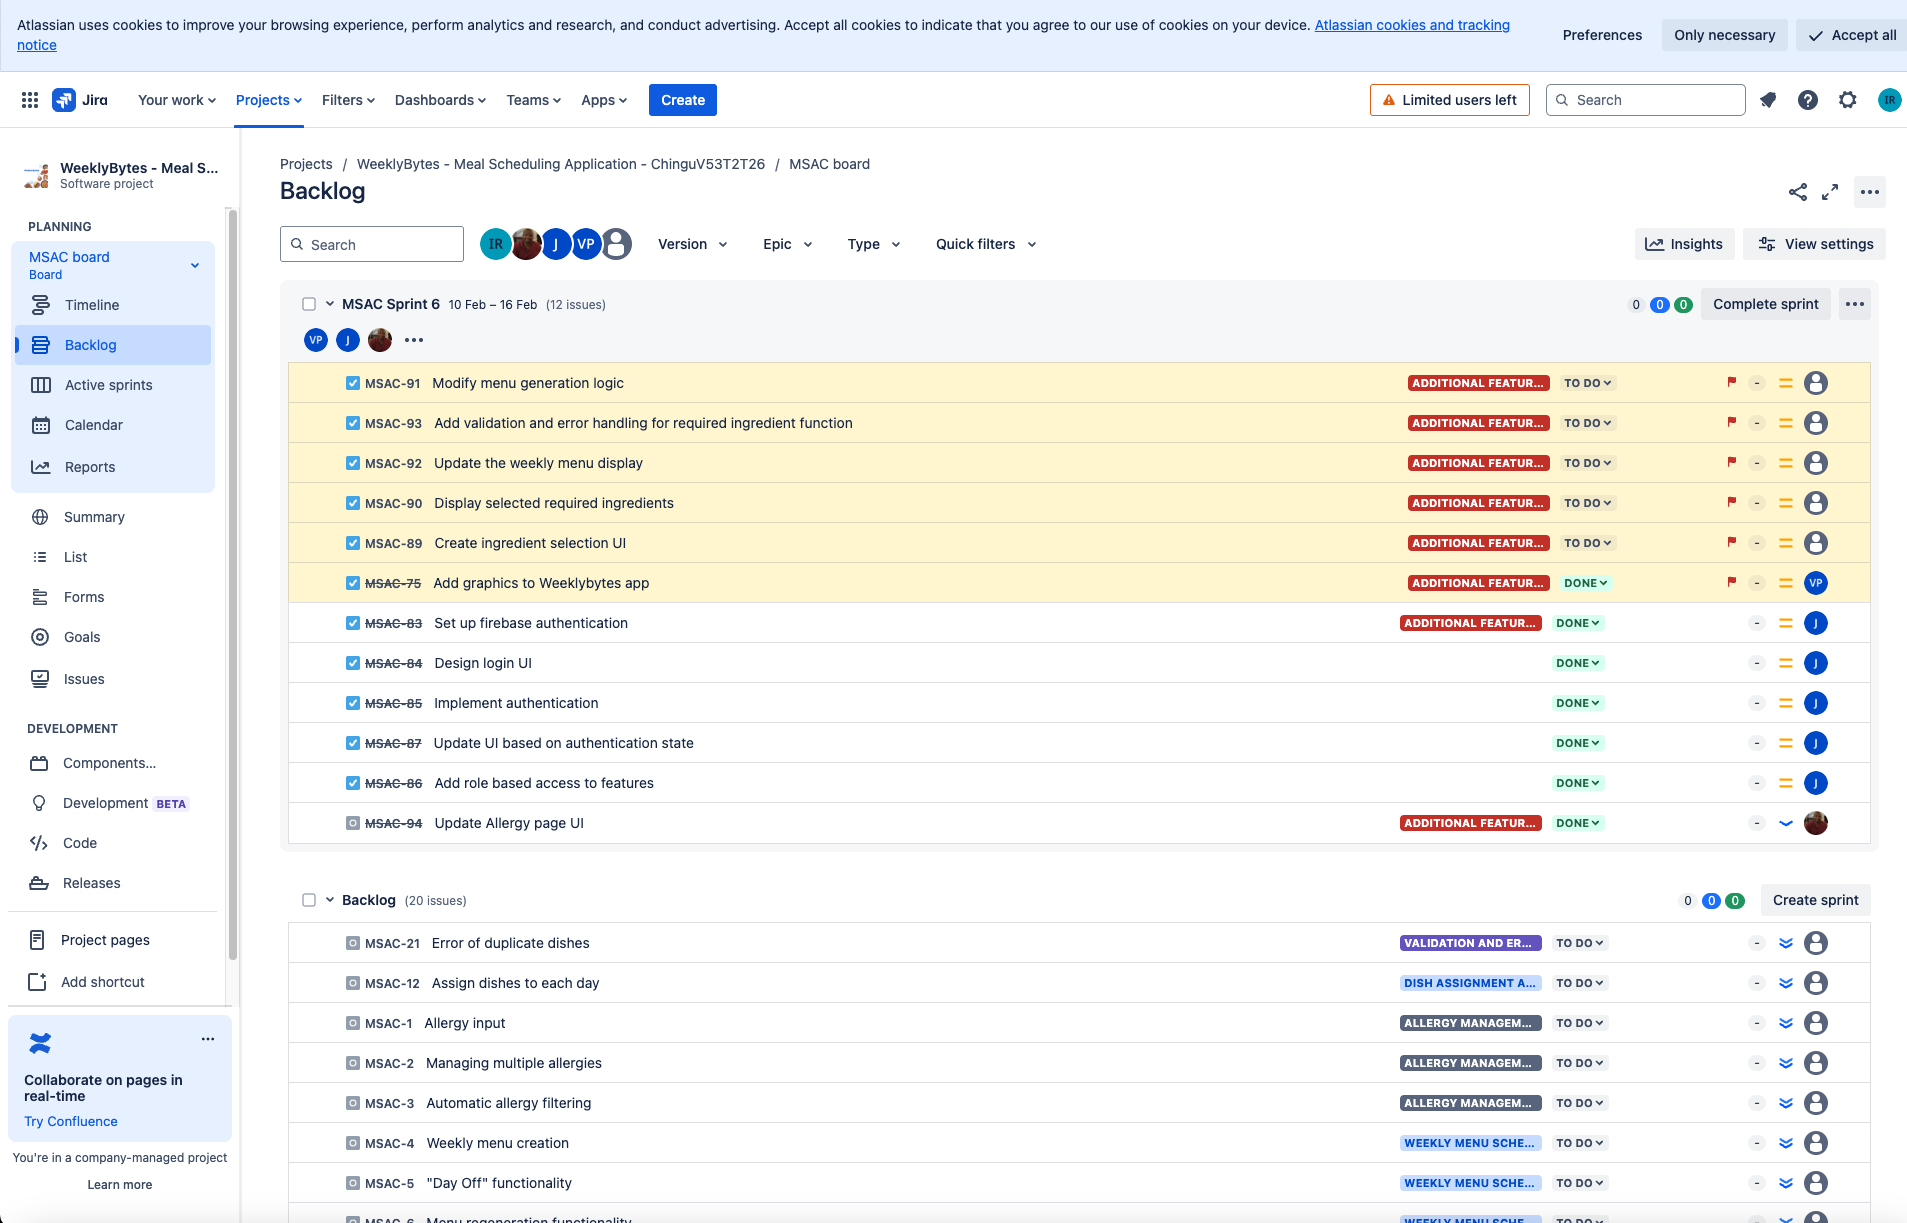 Atlassian uses cookies to improve your browsing experience, perform analytics and research, and conduct advertising. Accept all cookies to indicate that you agree to our use of cookies on your device. Atlassian cookies and tracking
notice
Preferences
Only necessary
Accept all
Jira
Your work
Projects
Filters
Dashboards
Teams
Apps
Create
Limited users left
Search
IR
WeeklyBytes - Meal S...
Software project
PLANNING
MSAC board
Board
Timeline
Backlog
Active sprints
Calendar
Reports
Summary
List
Forms
Goals
Issues
DEVELOPMENT
Components...
Development BETA
Code
Releases
Project pages
Add shortcut
Collaborate on pages in
real-time
Try Confluence
You're in a company-managed project
Learn more
Projects / WeeklyBytes - Meal Scheduling Application - ChinguV53T2T26 / MSAC board
Backlog
Search
IR J VP
Version
Epic
Type
Quick filters
Insights
View settings
MSAC Sprint 6 10 Feb – 16 Feb (12 issues)
0 0 0 Complete sprint
VP J
MSAC-91 Modify menu generation logic ADDITIONAL FEATUR... TO DO -
MSAC-93 Add validation and error handling for required ingredient function ADDITIONAL FEATUR... TO DO -
MSAC-92 Update the weekly menu display ADDITIONAL FEATUR... TO DO -
MSAC-90 Display selected required ingredients ADDITIONAL FEATUR... TO DO -
MSAC-89 Create ingredient selection UI ADDITIONAL FEATUR... TO DO -
MSAC-75 Add graphics to Weeklybytes app ADDITIONAL FEATUR... DONE - VP
MSAC-83 Set up firebase authentication ADDITIONAL FEATUR... DONE - J
MSAC-84 Design login UI DONE - J
MSAC-85 Implement authentication DONE - J
MSAC-87 Update UI based on authentication state DONE - J
MSAC-86 Add role based access to features DONE - J
MSAC-94 Update Allergy page UI ADDITIONAL FEATUR... DONE -
Backlog (20 issues)
0 0 0 Create sprint
MSAC-21 Error of duplicate dishes VALIDATION AND ER... TO DO -
MSAC-12 Assign dishes to each day DISH ASSIGNMENT A... TO DO -
MSAC-1 Allergy input ALLERGY MANAGEM... TO DO -
MSAC-2 Managing multiple allergies ALLERGY MANAGEM... TO DO -
MSAC-3 Automatic allergy filtering ALLERGY MANAGEM... TO DO -
MSAC-4 Weekly menu creation WEEKLY MENU SCHE... TO DO -
MSAC-5 "Day Off" functionality WEEKLY MENU SCHE... TO DO -
MSAC-6 Menu regeneration functionality WEEKLY MENU SCHE... TO DO